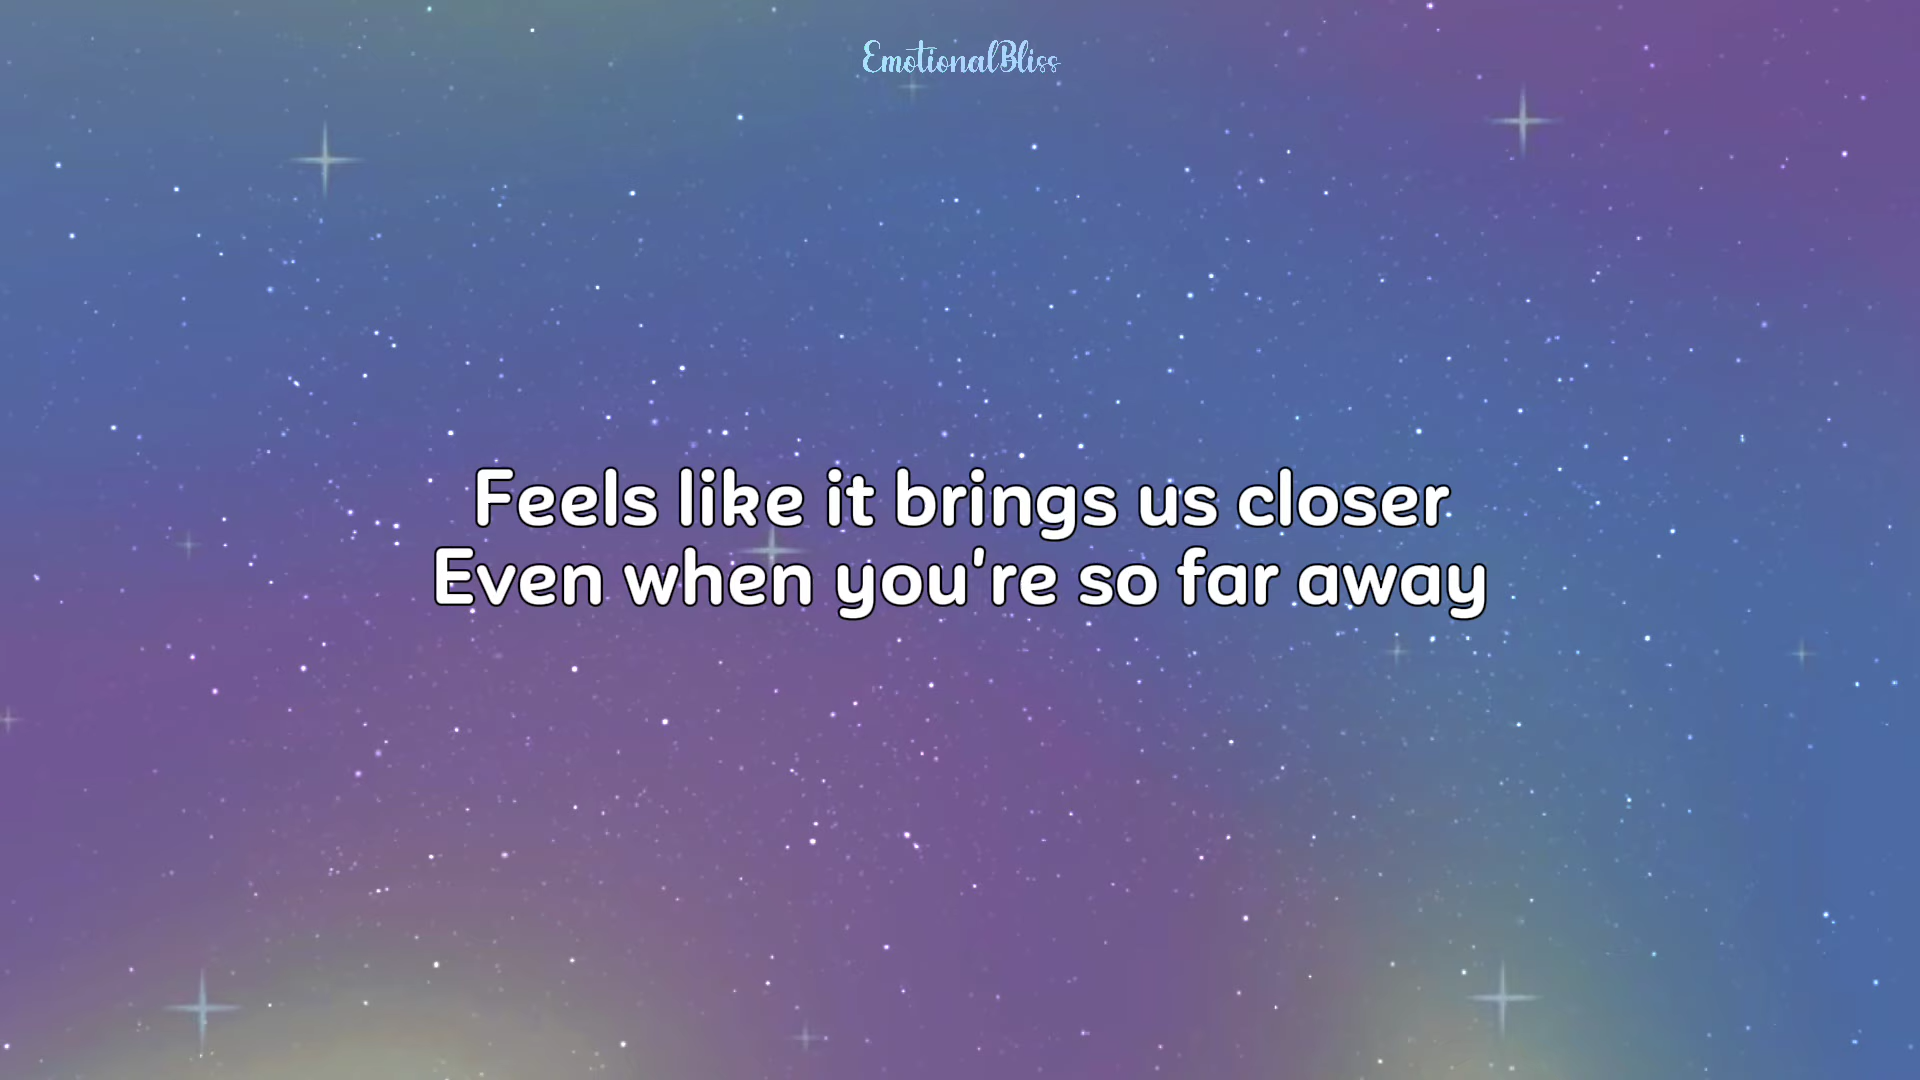 EmotionalBliss
Feels like it brings us closer
Even when you're so far away